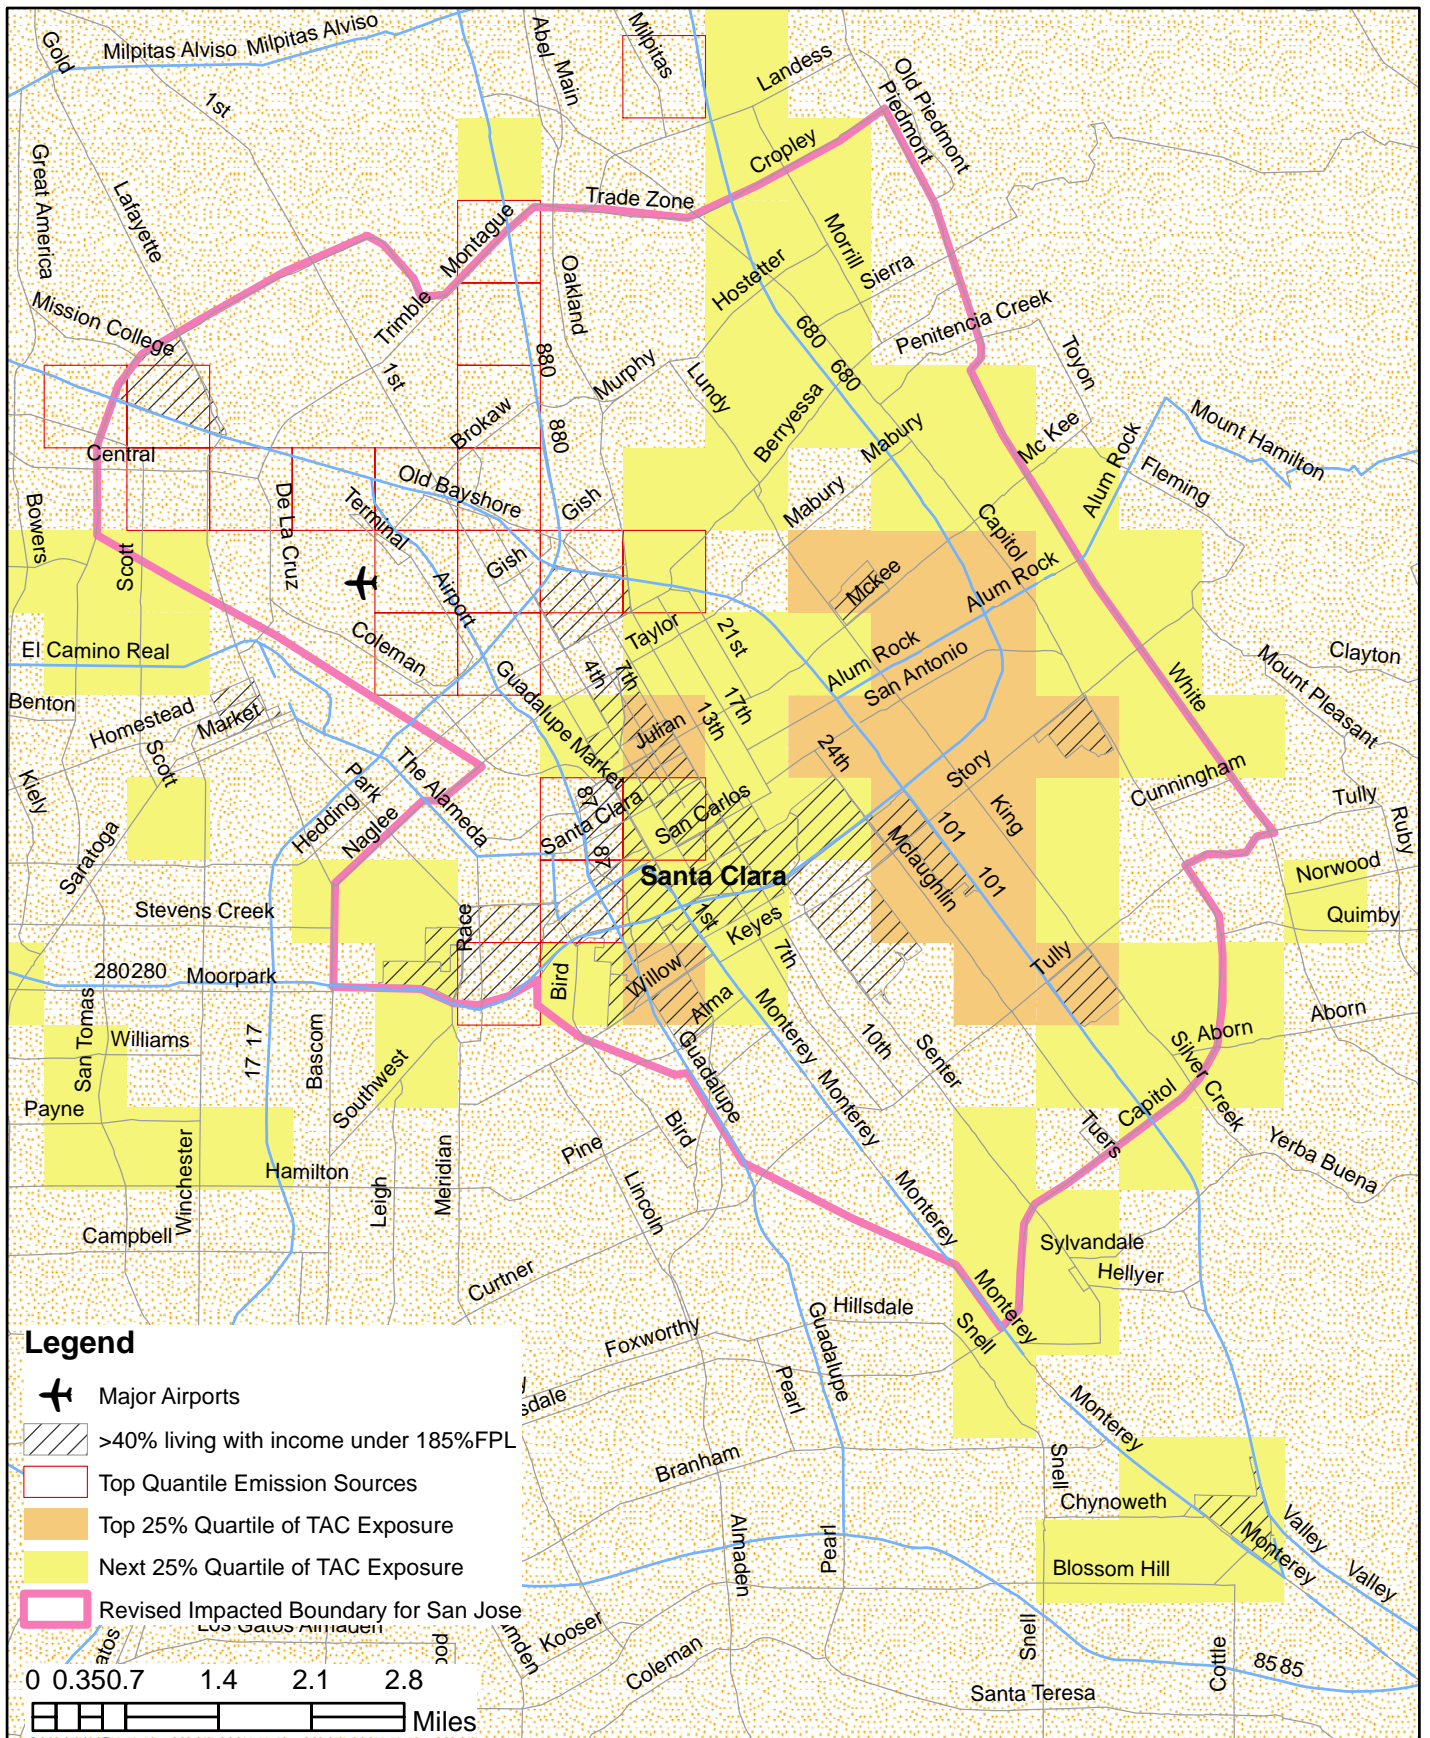 Gold
Milpitas Alviso
Milpitas Alviso
Abel
Main
Milpitas
Landess
Old Piedmont
Piedmont
1st
Great America
Lafayette
Cropley
Trade Zone
Montague
Oakland
Morrill
Sierra
Hostetter
Mission College
Trimble
Penitencia Creek
680
680
Toyon
1st
880
Murphy
Lundy
Brokaw
Berryessa
Mabury
Mc Kee
Mount Hamilton
880
Central
Alum Rock
Fleming
Old Bayshore
De La Cruz
Terminal
Gish
Mabury
Capitol
Bowers
Scott
Gish
Airport
Mckee
Alum Rock
Coleman
Taylor
21st
El Camino Real
4th
7th
Alum Rock
San Antonio
Clayton
Mount Pleasant
Guadalupe
White
Benton
Homestead
Market
17th
13th
Julian
Scott
Market
24th
Story
Cunningham
Kiely
The Alameda
Park
Hedding
Naglee
87
Santa Clara
San Carlos
King
101
Tully
Ruby
Saratoga
87
Mclaughlin
101
Norwood
Santa Clara
Stevens Creek
Race
1st
Keyes
Quimby
7th
280
280
Moorpark
Bird
Willow
Tully
Alma
Monterey
San Tomas
Williams
17
17
Bascom
Guadalupe
10th
Senter
Aborn
Aborn
Silver Creek
Southwest
Monterey
Payne
Capitol
Tuers
Bird
Pine
Winchester
Hamilton
Meridian
Leigh
Lincoln
Yerba Buena
Monterey
Campbell
Sylvandale
Hellyer
Curtner
Monterey
Guadalupe
Hillsdale
Snell
Foxworthy
Pearl
sdale
Monterey
Branham
Snell
Chynoweth
Valley
Monterey
Almaden
Pearl
Blossom Hill
Valley
Kooser
Coleman
Snell
Cottle
85
85
Santa Teresa
Los Gatos Almaden
atos
ood
mden
Legend
Major Airports
>40% living with income under 185%FPL
Top Quantile Emission Sources
Top 25% Quartile of TAC Exposure
Next 25% Quartile of TAC Exposure
Revised Impacted Boundary for San Jose
0 0.35 0.7 1.4 2.1 2.8
Miles